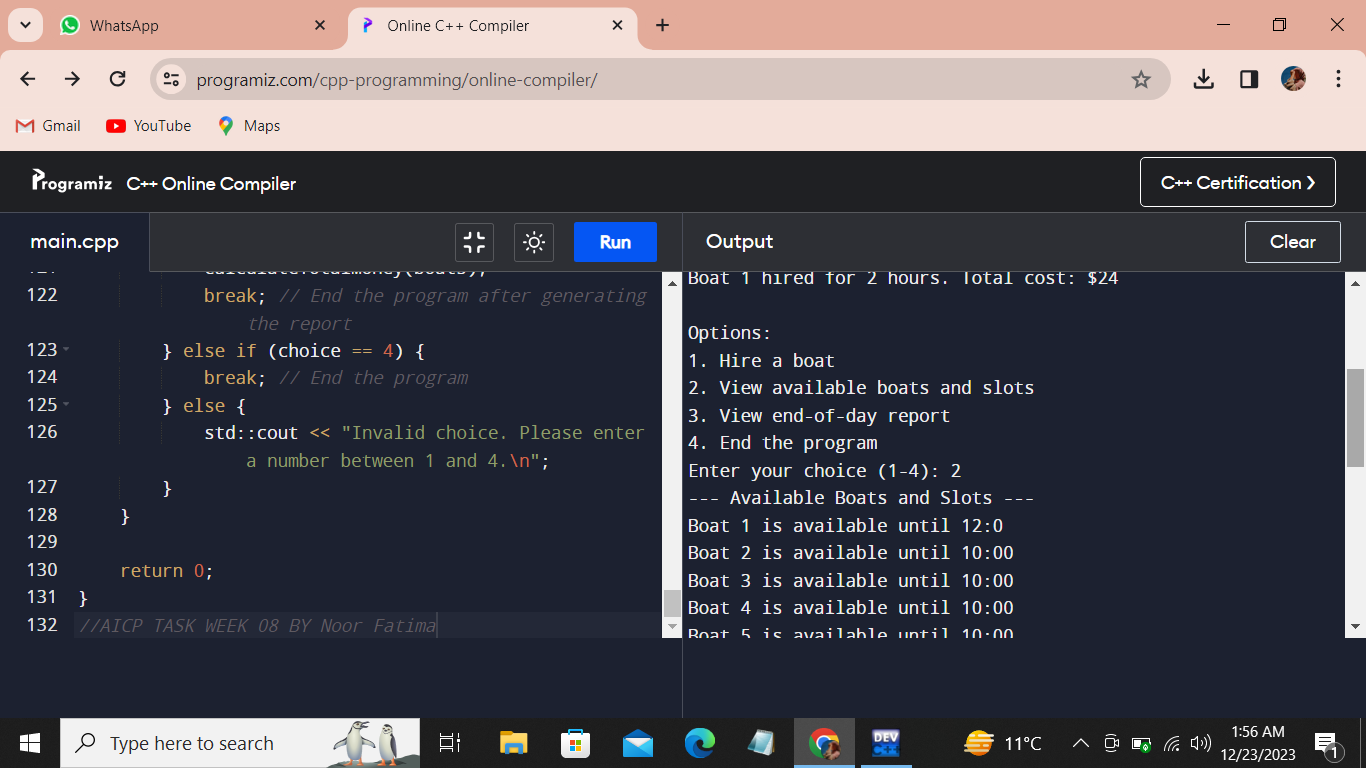 WhatsApp
Online C++ Compiler
programiz.com/cpp-programming/online-compiler/
Gmail
YouTube
Maps
Programiz
C++ Online Compiler
C++ Certification ❯
main.cpp
Run
Output
Clear
calculateTotalMoney(boats);
122 break; // End the program after generating
the report
123 } else if (choice == 4) {
124 break; // End the program
125 } else {
126 std::cout << "Invalid choice. Please enter
a number between 1 and 4.\n";
127 }
128 }
129
130 return 0;
131 }
132 //AICP TASK WEEK 08 BY Noor Fatima
Boat 1 hired for 2 hours. Total cost: $24
Options:
1. Hire a boat
2. View available boats and slots
3. View end-of-day report
4. End the program
Enter your choice (1-4): 2
--- Available Boats and Slots ---
Boat 1 is available until 12:0
Boat 2 is available until 10:00
Boat 3 is available until 10:00
Boat 4 is available until 10:00
Boat 5 is available until 10:00
Type here to search
DEV
C++
11°C
1:56 AM
12/23/2023
1